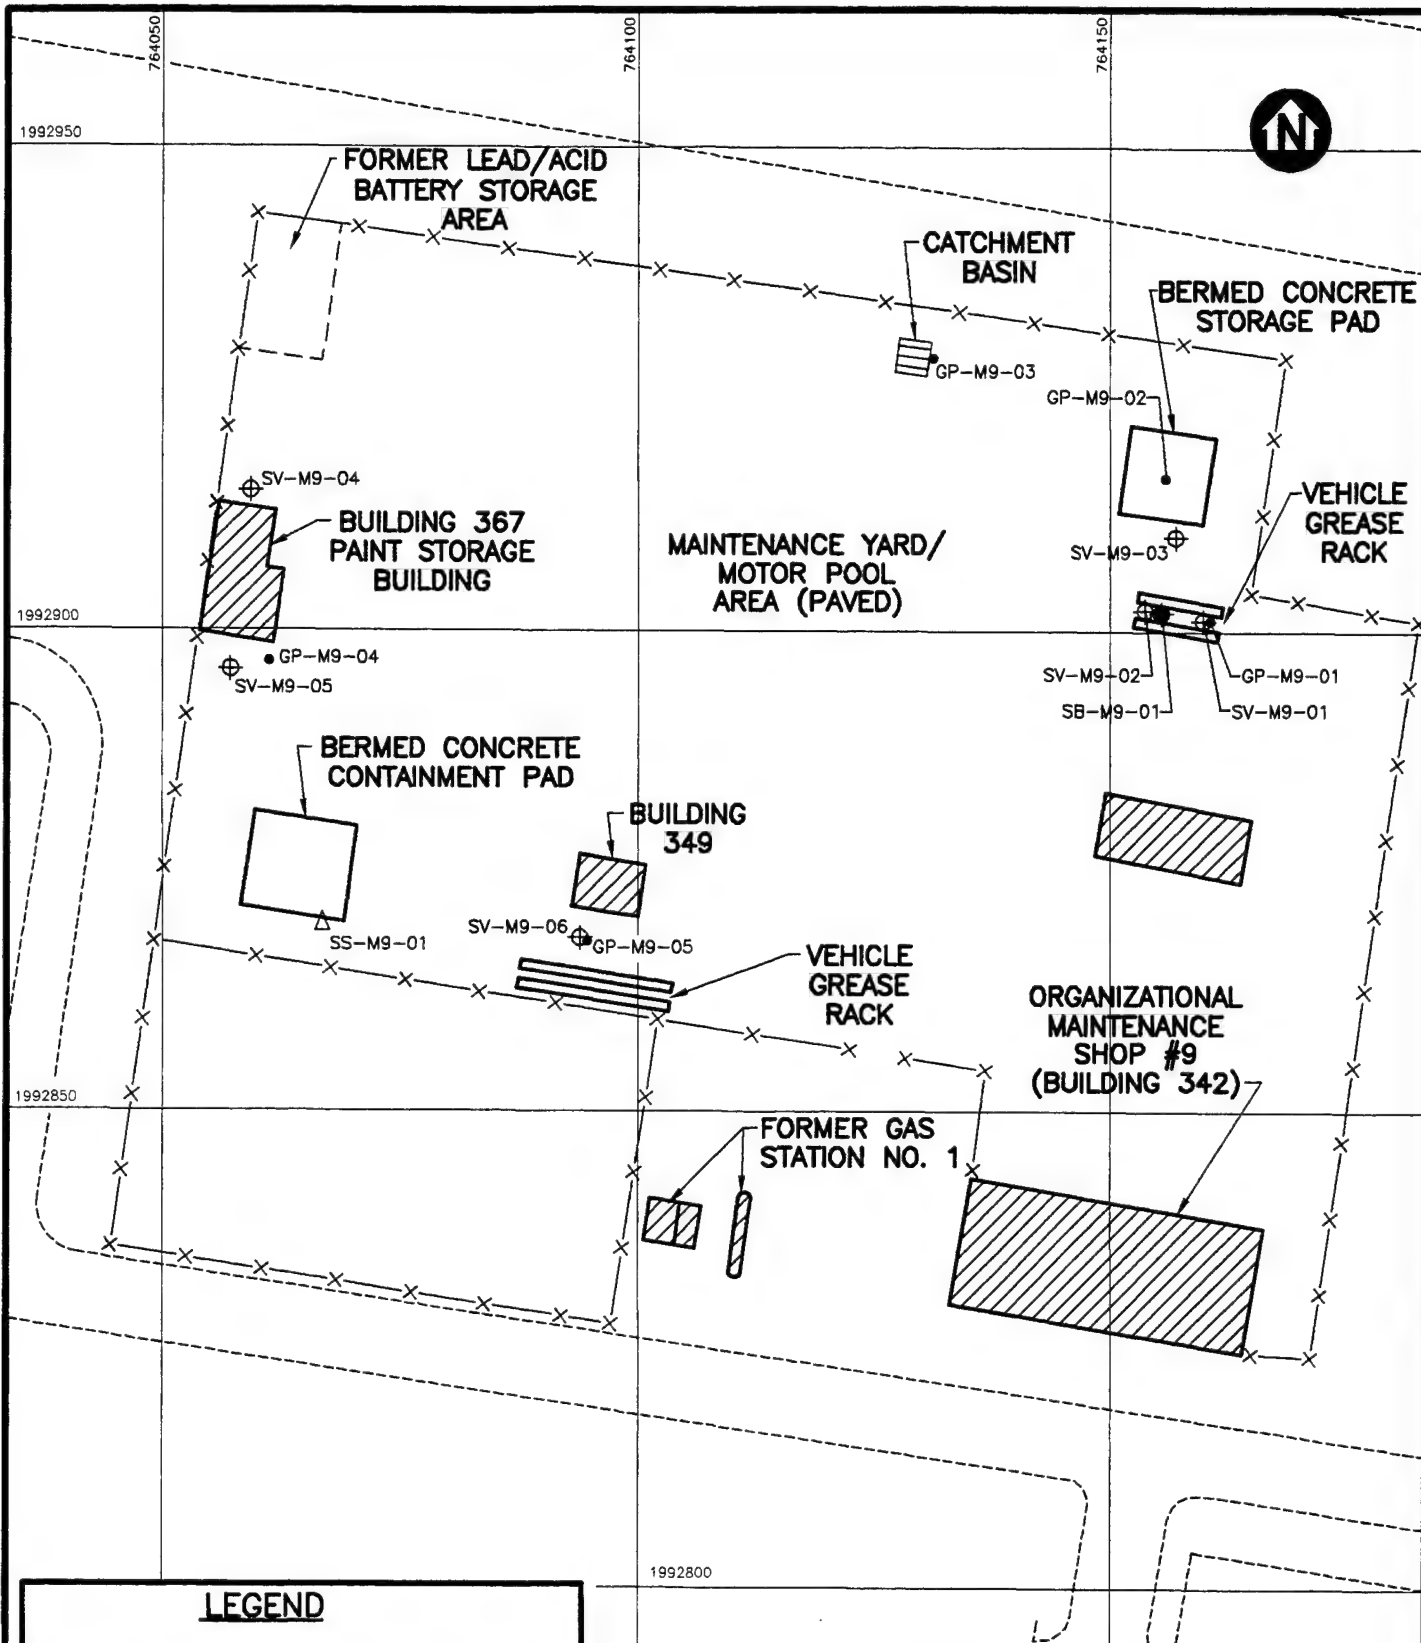 764050
764100
764150
1992950
N
FORMER LEAD/ACID
BATTERY STORAGE
AREA
CATCHMENT
BASIN
BERMED CONCRETE
STORAGE PAD
GP-M9-03
GP-M9-02
SV-M9-04
BUILDING 367
PAINT STORAGE
BUILDING
MAINTENANCE YARD/
MOTOR POOL
AREA (PAVED)
SV-M9-03
VEHICLE
GREASE
RACK
1992900
GP-M9-04
SV-M9-05
SV-M9-02
GP-M9-01
SB-M9-01
SV-M9-01
BERMED CONCRETE
CONTAINMENT PAD
BUILDING
349
SS-M9-01
SV-M9-06
GP-M9-05
VEHICLE
GREASE
RACK
ORGANIZATIONAL
MAINTENANCE
SHOP #9
(BUILDING 342)
1992850
FORMER GAS
STATION NO. 1
1992800
LEGEND